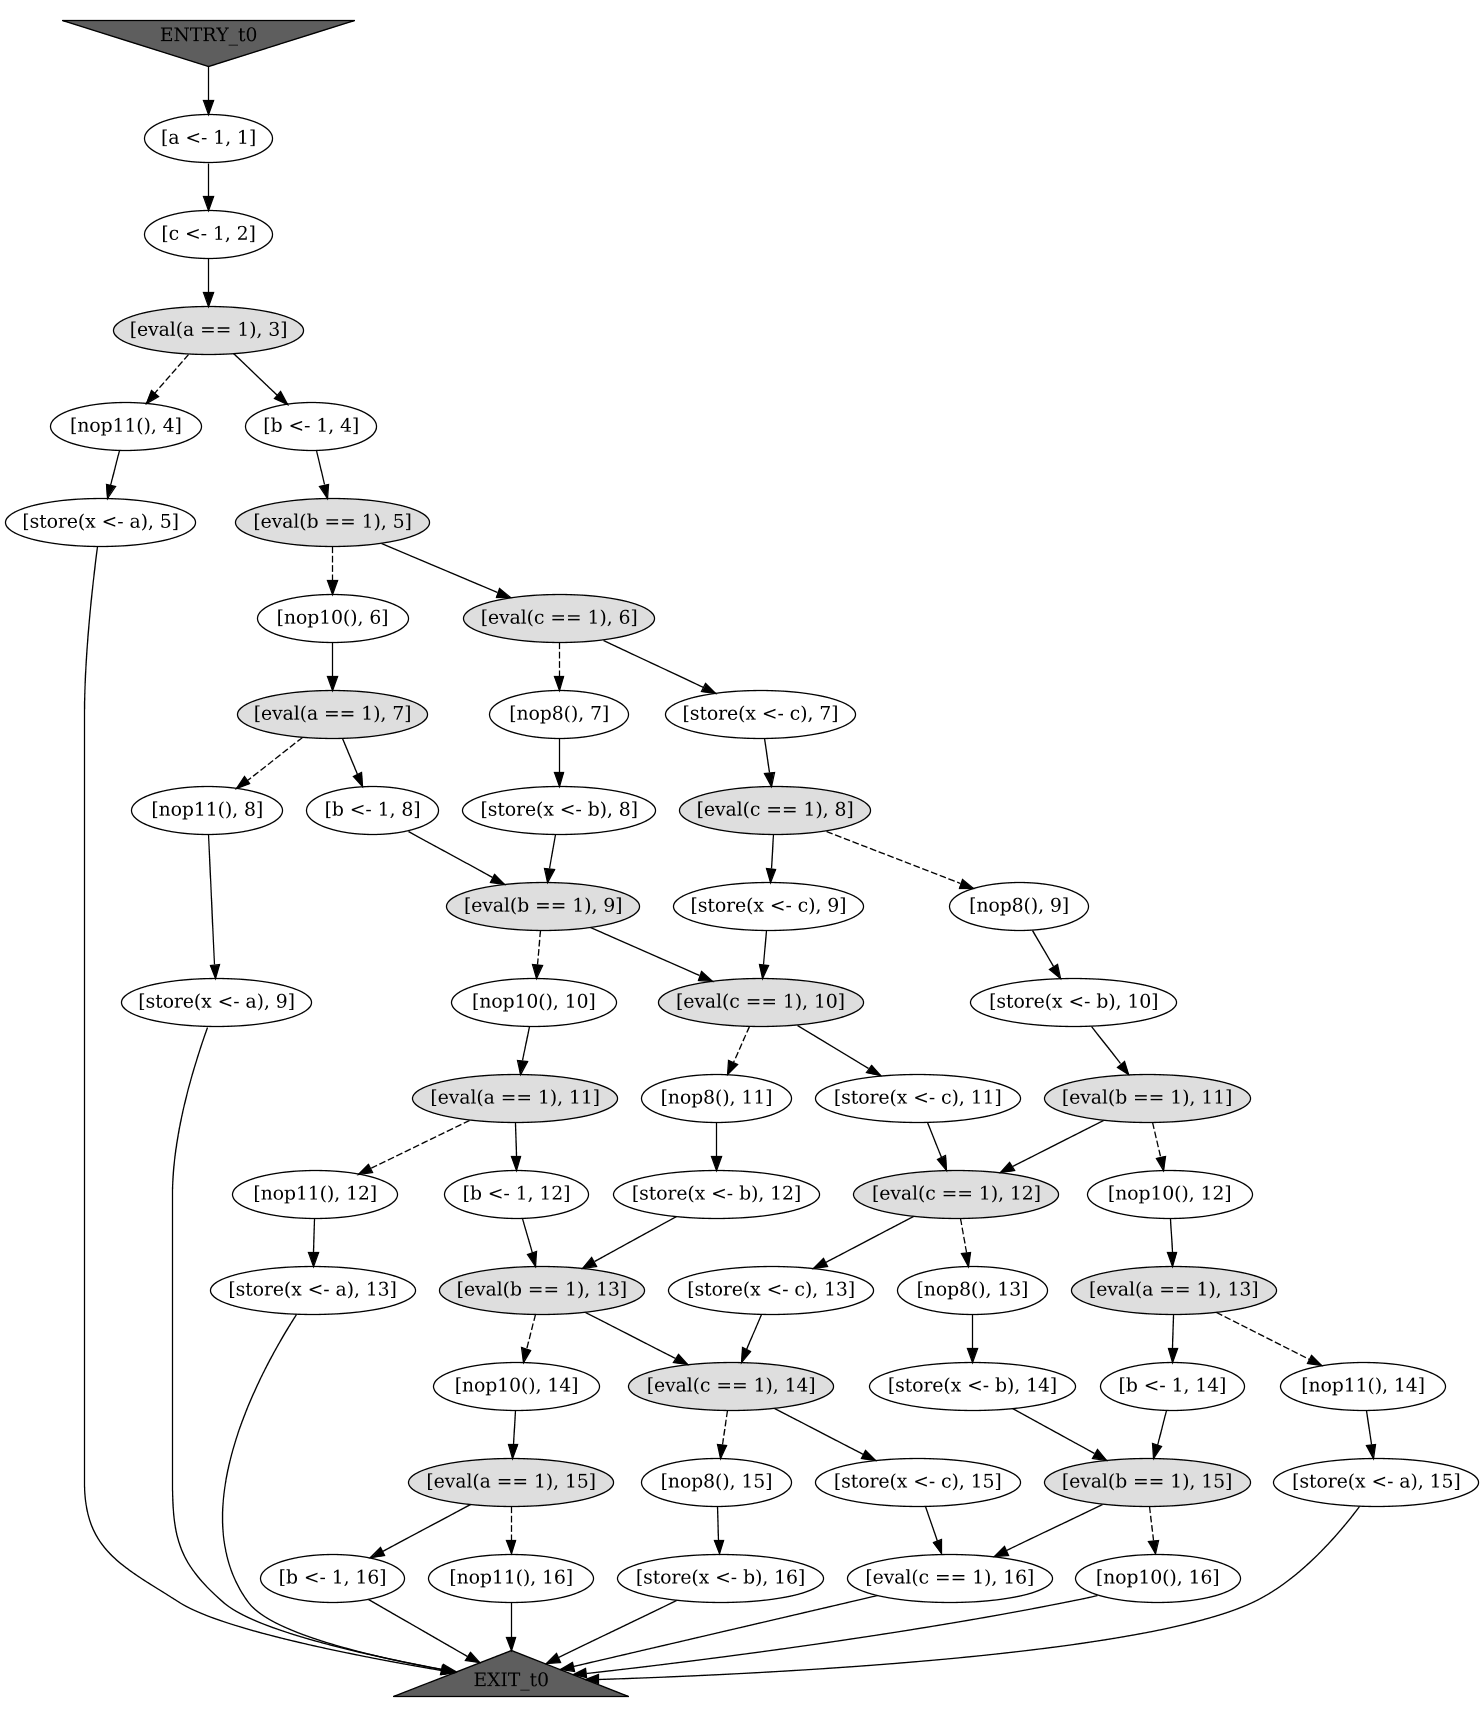 ENTRY_t0
[a <- 1, 1]
[c <- 1, 2]
[eval(a == 1), 3]
[nop11(), 4]
[b <- 1, 4]
[store(x <- a), 5]
[eval(b == 1), 5]
[nop10(), 6]
[eval(c == 1), 6]
[eval(a == 1), 7]
[nop8(), 7]
[store(x <- c), 7]
[nop11(), 8]
[b <- 1, 8]
[store(x <- b), 8]
[eval(c == 1), 8]
[eval(b == 1), 9]
[store(x <- c), 9]
[nop8(), 9]
[store(x <- a), 9]
[nop10(), 10]
[eval(c == 1), 10]
[store(x <- b), 10]
[eval(a == 1), 11]
[nop8(), 11]
[store(x <- c), 11]
[eval(b == 1), 11]
[nop11(), 12]
[b <- 1, 12]
[store(x <- b), 12]
[eval(c == 1), 12]
[nop10(), 12]
[store(x <- a), 13]
[eval(b == 1), 13]
[store(x <- c), 13]
[nop8(), 13]
[eval(a == 1), 13]
[nop10(), 14]
[eval(c == 1), 14]
[store(x <- b), 14]
[b <- 1, 14]
[nop11(), 14]
[eval(a == 1), 15]
[nop8(), 15]
[store(x <- c), 15]
[eval(b == 1), 15]
[store(x <- a), 15]
[b <- 1, 16]
[nop11(), 16]
[store(x <- b), 16]
[eval(c == 1), 16]
[nop10(), 16]
EXIT_t0